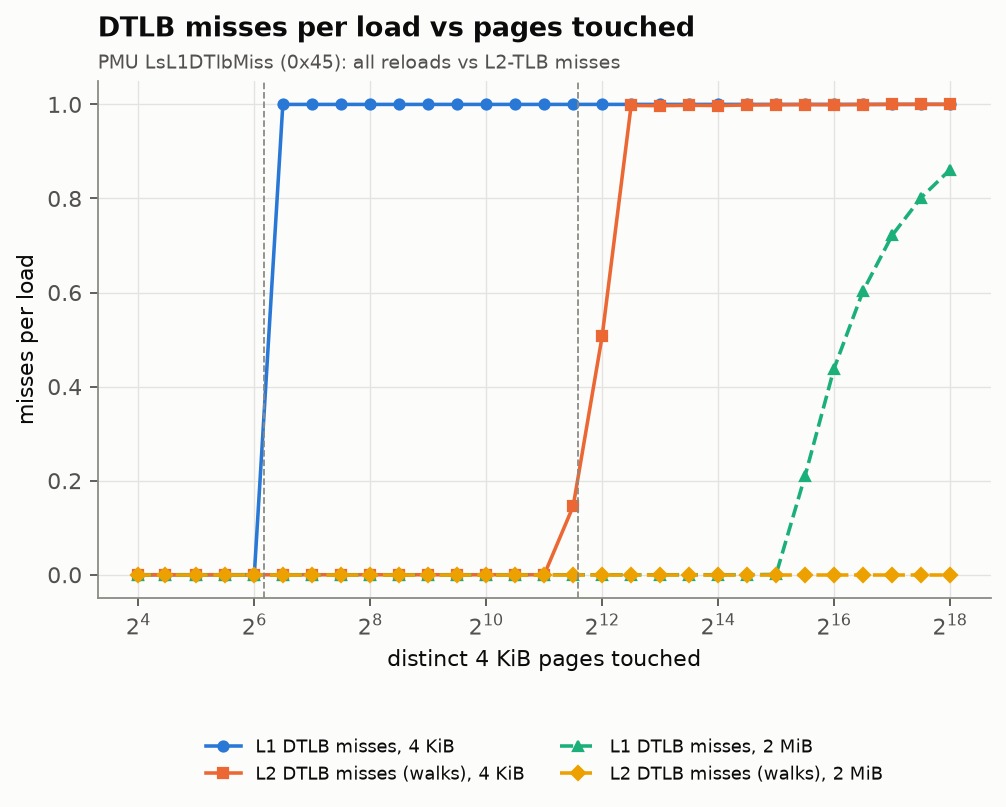 DTLB misses per load vs pages touched
PMU LsL1DTlbMiss (0x45): all reloads vs L2-TLB misses
misses per load
1.0
0.8
0.6
0.4
0.2
0.0
2^4 2^6 2^8 2^10 2^12 2^14 2^16 2^18
distinct 4 KiB pages touched
L1 DTLB misses, 4 KiB
L2 DTLB misses (walks), 4 KiB
L1 DTLB misses, 2 MiB
L2 DTLB misses (walks), 2 MiB